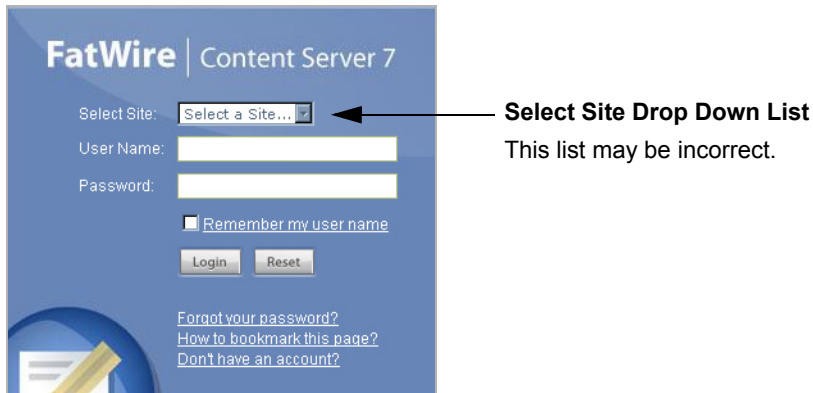 FatWire | Content Server 7
Select Site: Select a Site...
User Name:
Password:
Remember my user name
Login Reset
Forgot your password?
How to bookmark this page?
Don't have an account?
Select Site Drop Down List
This list may be incorrect.